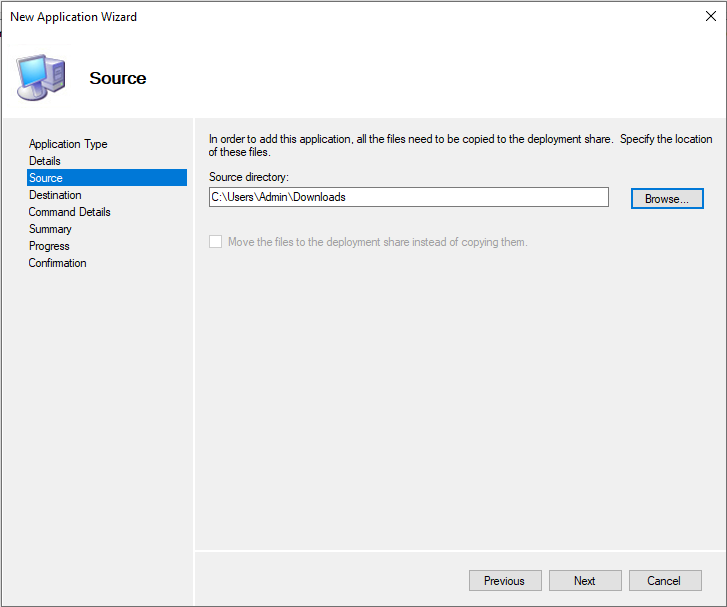 New Application Wizard
Source
Application Type
Details
Source
Destination
Command Details
Summary
Progress
Confirmation
In order to add this application, all the files need to be copied to the deployment share.  Specify the location
of these files.
Source directory:
C:\Users\Admin\Downloads
Browse...
Move the files to the deployment share instead of copying them.
Previous
Next
Cancel